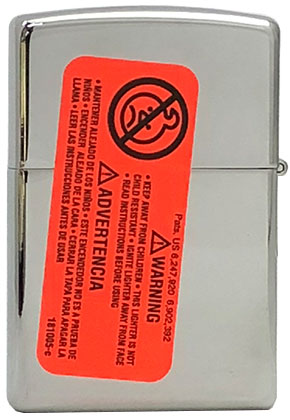 Pats. US 6,247,920 6,902,392
⚠WARNING
• KEEP AWAY FROM CHILDREN • THIS LIGHTER IS NOT
CHILD RESISTANT • IGNITE LIGHTER AWAY FROM FACE
• READ INSTRUCTIONS BEFORE USING
⚠ADVERTENCIA
• MANTENER ALEJADO DE LOS NIÑOS • ESTE ENCENDEDOR NO ES A PRUEBA DE
NIÑOS • ENCENDER ALEJADO DE LA CARA • CERRAR LA TAPA PARA APAGAR LA
LLAMA • LEER LAS INSTRUCCIONES ANTES DE USAR
181005-c